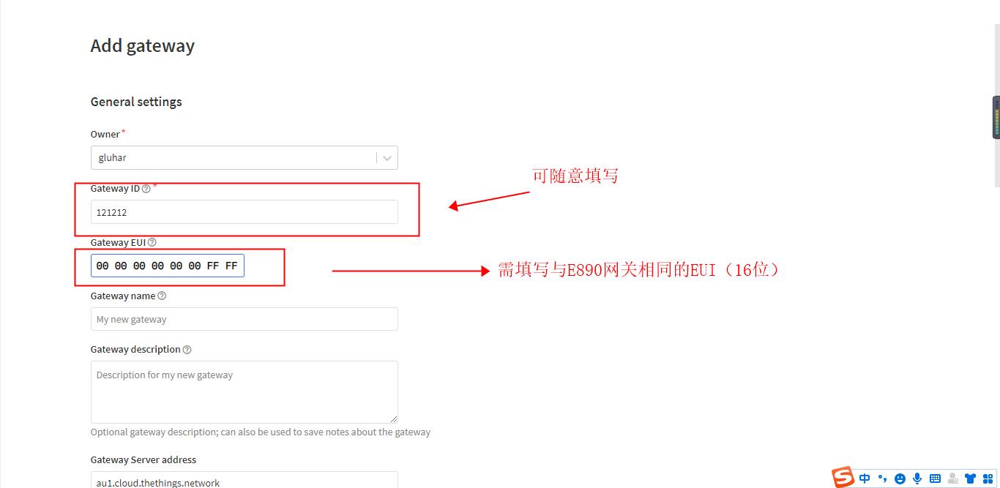 Add gateway
General settings
Owner*
gluhar
可随意填写
Gateway ID *
121212
Gateway EUI
00 00 00 00 00 00 FF FF
需填写与E890网关相同的EUI（16位）
Gateway name
My new gateway
Gateway description
Description for my new gateway
Optional gateway description; can also be used to save notes about the gateway
Gateway Server address
au1.cloud.thethings.network
中